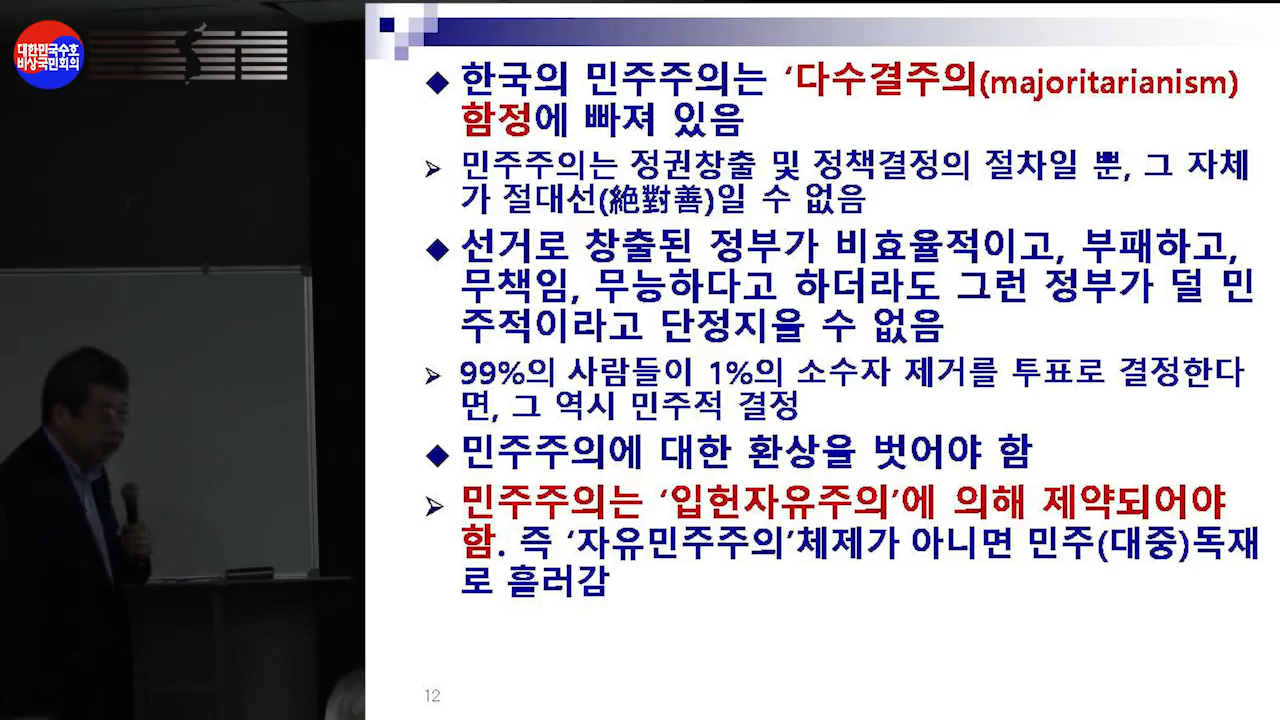 대한민국수호
비상국민회의
한국의 민주주의는 ‘다수결주의(majoritarianism)
함정에 빠져 있음
민주주의는 정권창출 및 정책결정의 절차일 뿐, 그 자체
가 절대선(絶對善)일 수 없음
선거로 창출된 정부가 비효율적이고, 부패하고,
무책임, 무능하다고 하더라도 그런 정부가 덜 민
주적이라고 단정지을 수 없음
99%의 사람들이 1%의 소수자 제거를 투표로 결정한다
면, 그 역시 민주적 결정
민주주의에 대한 환상을 벗어야 함
민주주의는 ‘입헌자유주의’에 의해 제약되어야
함. 즉 ‘자유민주주의’체제가 아니면 민주(대중)독재
로 흘러감
12